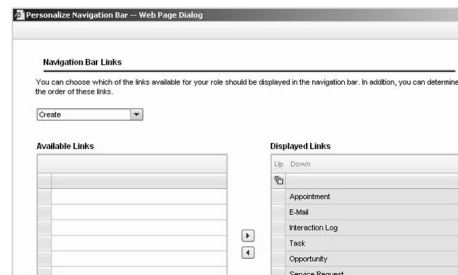 Personalize Navigation Bar -- Web Page Dialog
Navigation Bar Links
You can choose which of the links available for your role should be displayed in the navigation bar. In addition, you can determine
the order of these links.
Create
Available Links
Displayed Links
Up Down
Appointment
E-Mail
Interaction Log
Task
Opportunity
Service Request